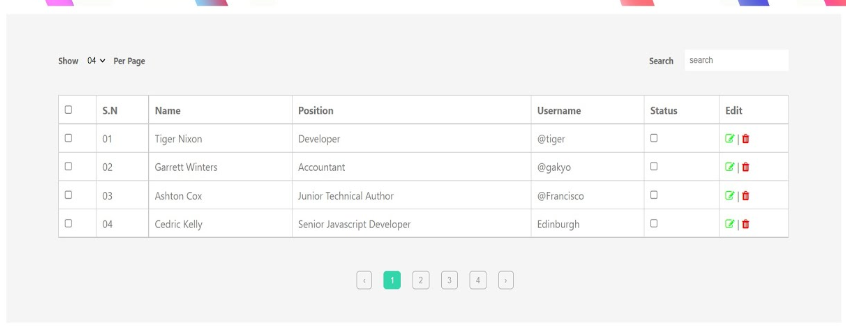 Show 04 Per Page Search search
S.N Name Position Username Status Edit
01 Tiger Nixon Developer @tiger |
02 Garrett Winters Accountant @gakyo |
03 Ashton Cox Junior Technical Author @Francisco |
04 Cedric Kelly Senior Javascript Developer Edinburgh |
‹ 1 2 3 4 ›